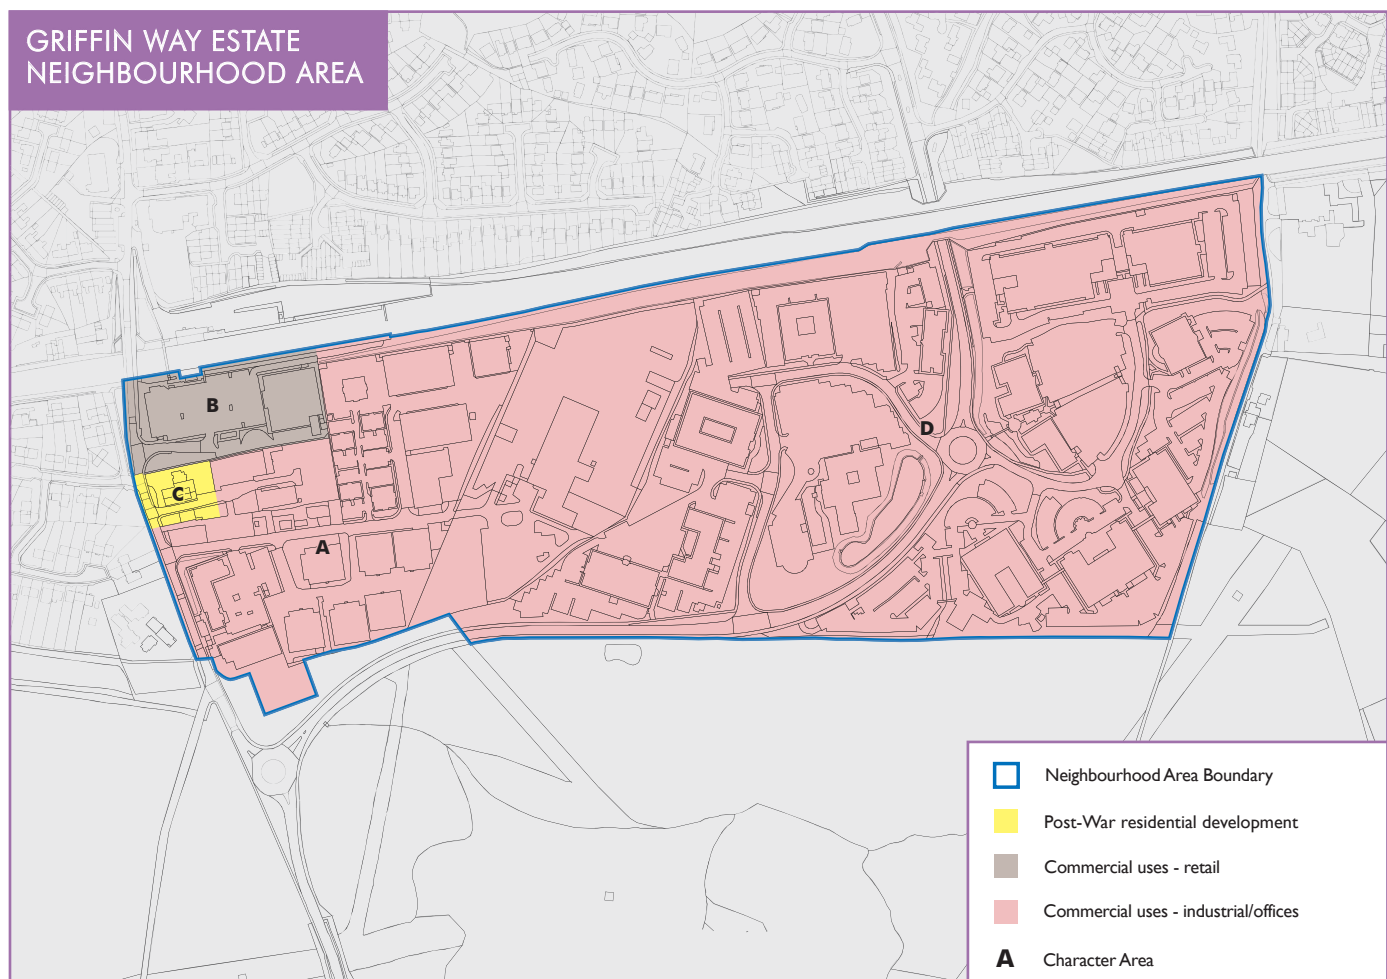 GRIFFIN WAY ESTATE
NEIGHBOURHOOD AREA
B
D
C
A
Neighbourhood Area Boundary
Post-War residential development
Commercial uses - retail
Commercial uses - industrial/offices
A Character Area